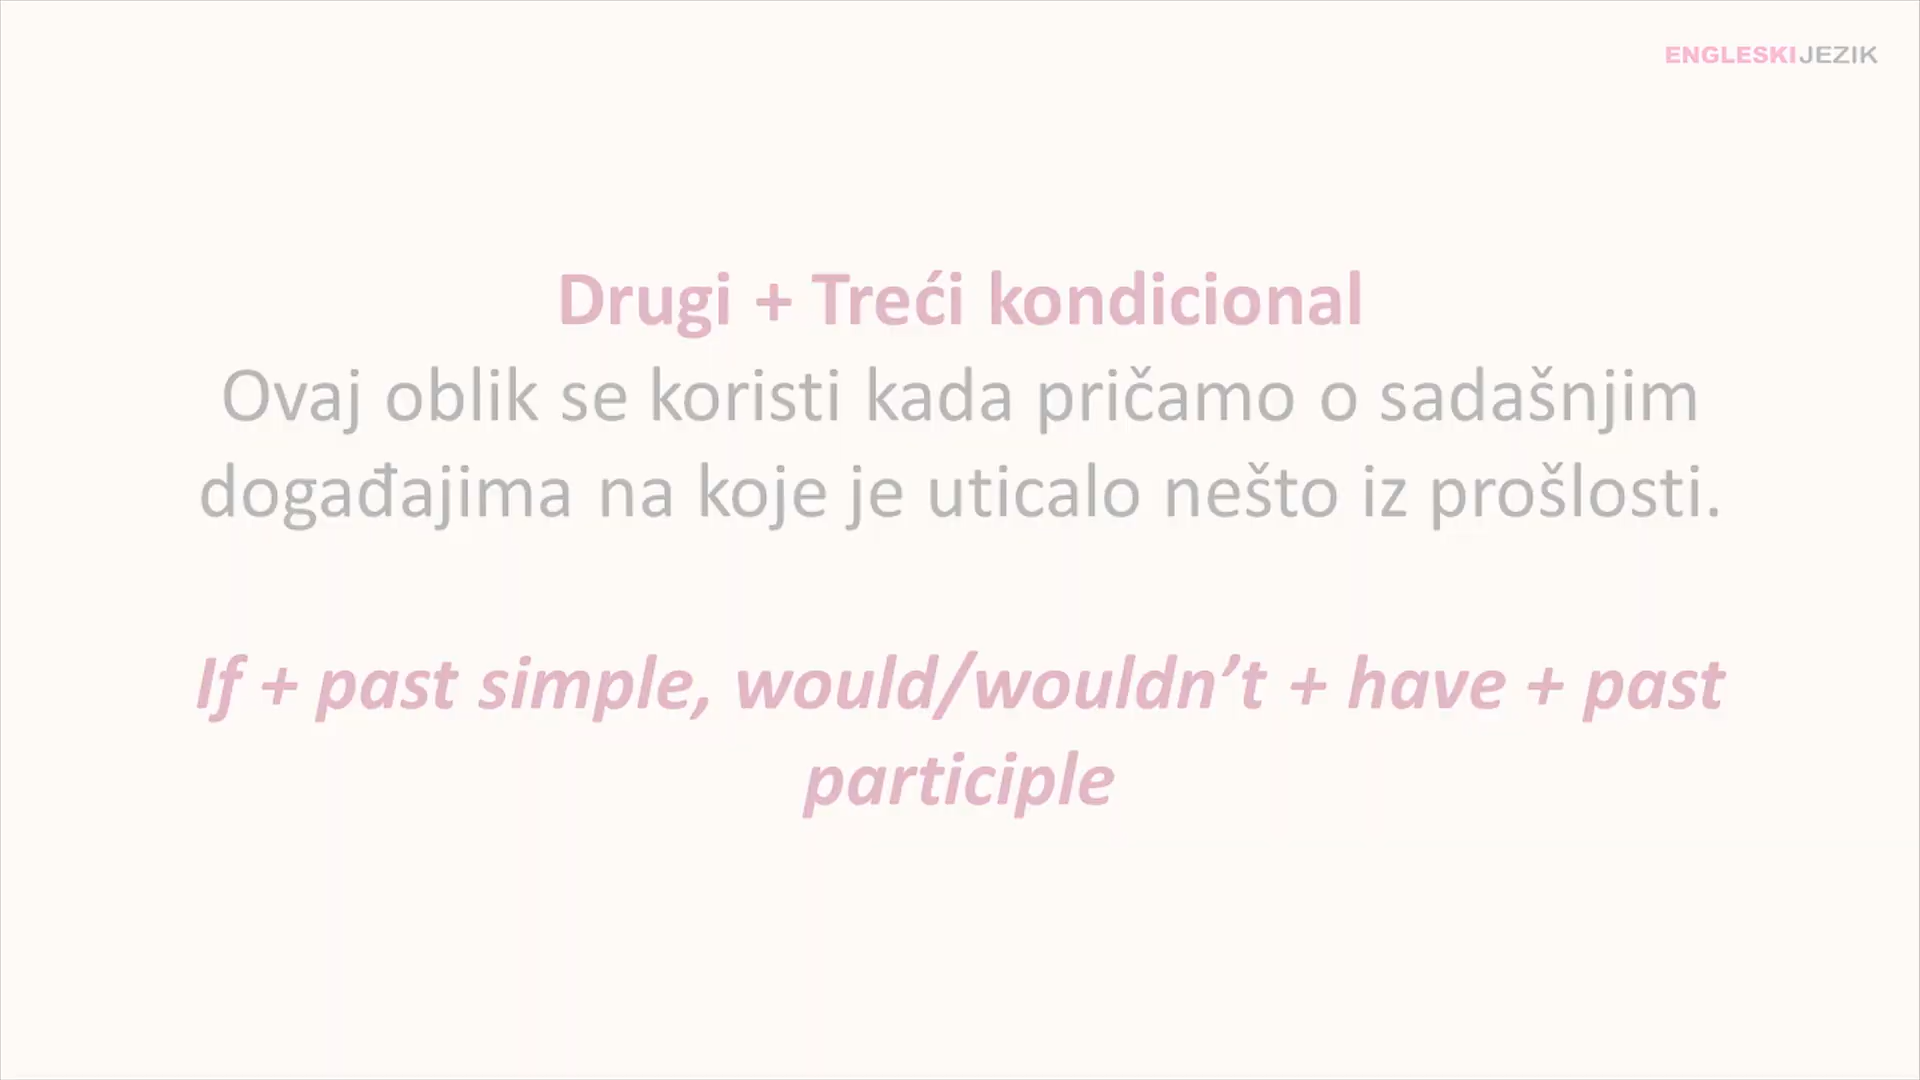 ENGLESKIJEZIK
Drugi + Treći kondicional
Ovaj oblik se koristi kada pričamo o sadašnjim
događajima na koje je uticalo nešto iz prošlosti.
If + past simple, would/wouldn’t + have + past
participle